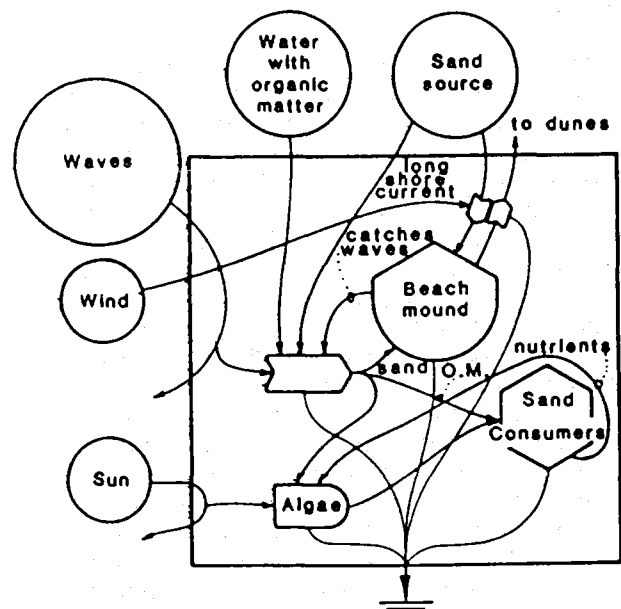 Water
with
organic
matter
Sand
source
to dunes
Waves
long
shore
current
catches
waves
Wind
Beach
mound
nutrients
sand
O.M.
Sand
Consumers
Sun
Algae